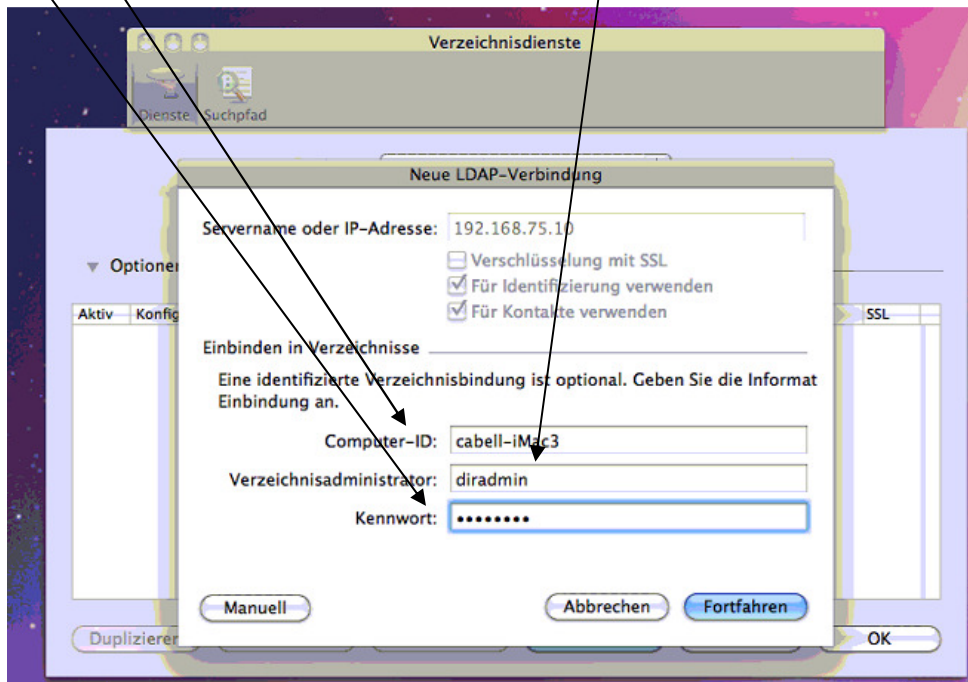 Verzeichnisdienste
Dienste Suchpfad
Neue LDAP-Verbindung
Servername oder IP-Adresse: 192.168.75.10
Verschlüsselung mit SSL
Optionen Für Identifizierung verwenden
Für Kontakte verwenden
Aktiv Konfig SSL
Einbinden in Verzeichnisse
Eine identifizierte Verzeichnisbindung ist optional. Geben Sie die Informat
Einbindung an.
Computer-ID: cabell-iMac3
Verzeichnisadministrator: diradmin
Kennwort: ••••••••
Manuell Abbrechen Fortfahren
Duplizieren OK